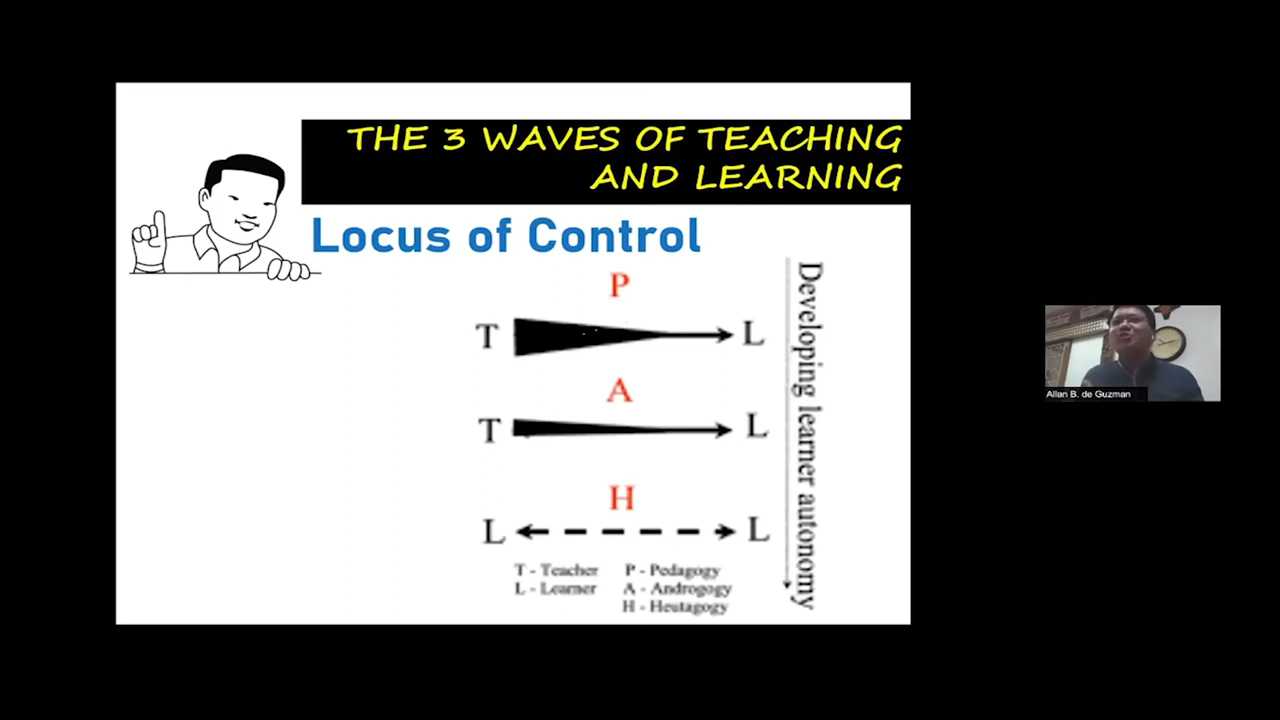 THE 3 WAVES OF TEACHING
AND LEARNING
Locus of Control
P
T L
A
T L
H
L L
T - Teacher P - Pedagogy
L - Learner A - Androgogy
H - Heutagogy
Developing learner autonomy
Allan B. de Guzman